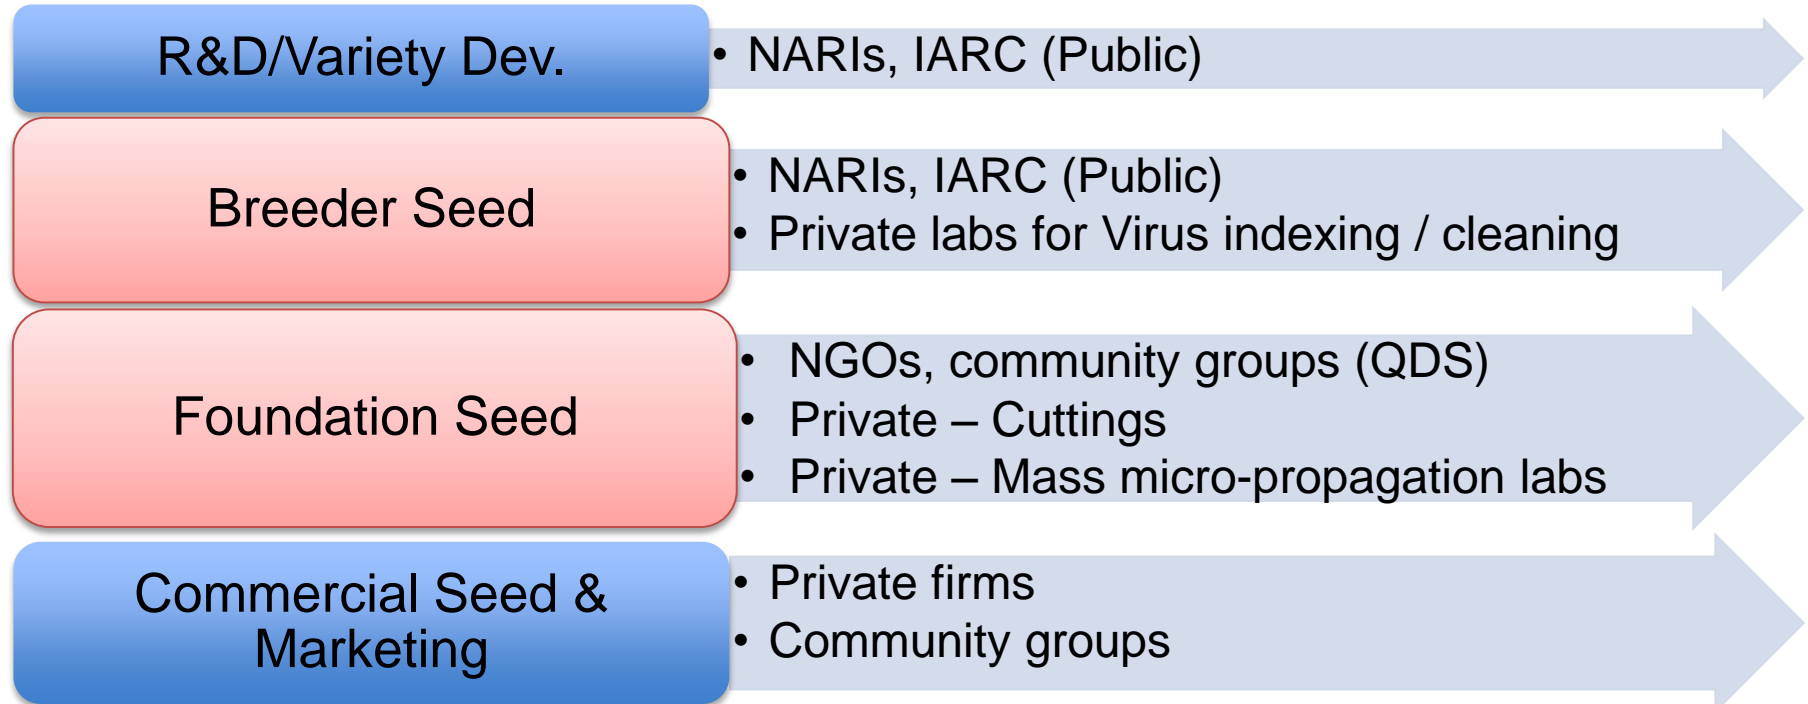 R&D/Variety Dev.
• NARIs, IARC (Public)
Breeder Seed
• NARIs, IARC (Public)
• Private labs for Virus indexing / cleaning
Foundation Seed
• NGOs, community groups (QDS)
• Private – Cuttings
• Private – Mass micro-propagation labs
Commercial Seed &
Marketing
• Private firms
• Community groups